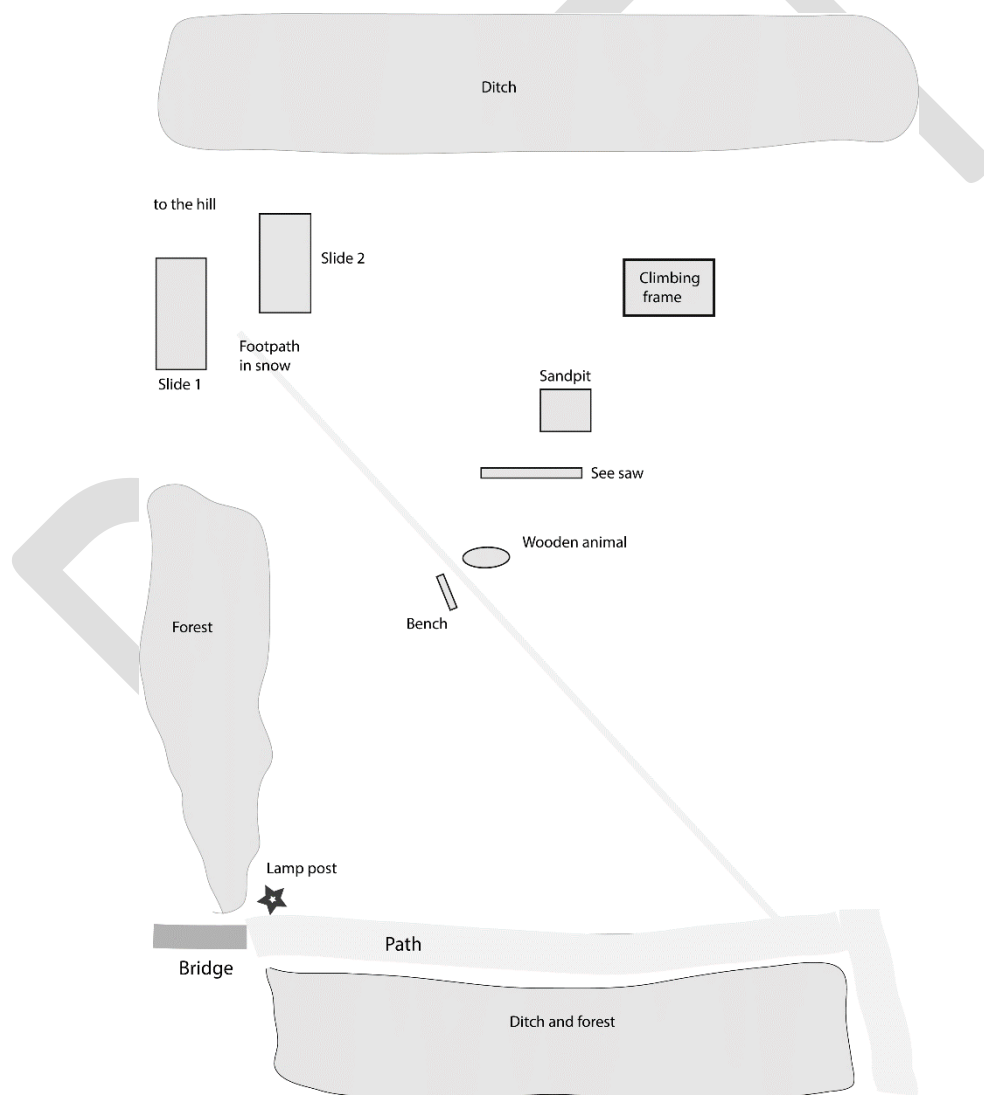 Ditch
to the hill
Slide 2
Climbing
frame
Footpath
in snow
Sandpit
Slide 1
See saw
Wooden animal
Bench
Forest
Lamp post
Path
Bridge
Ditch and forest